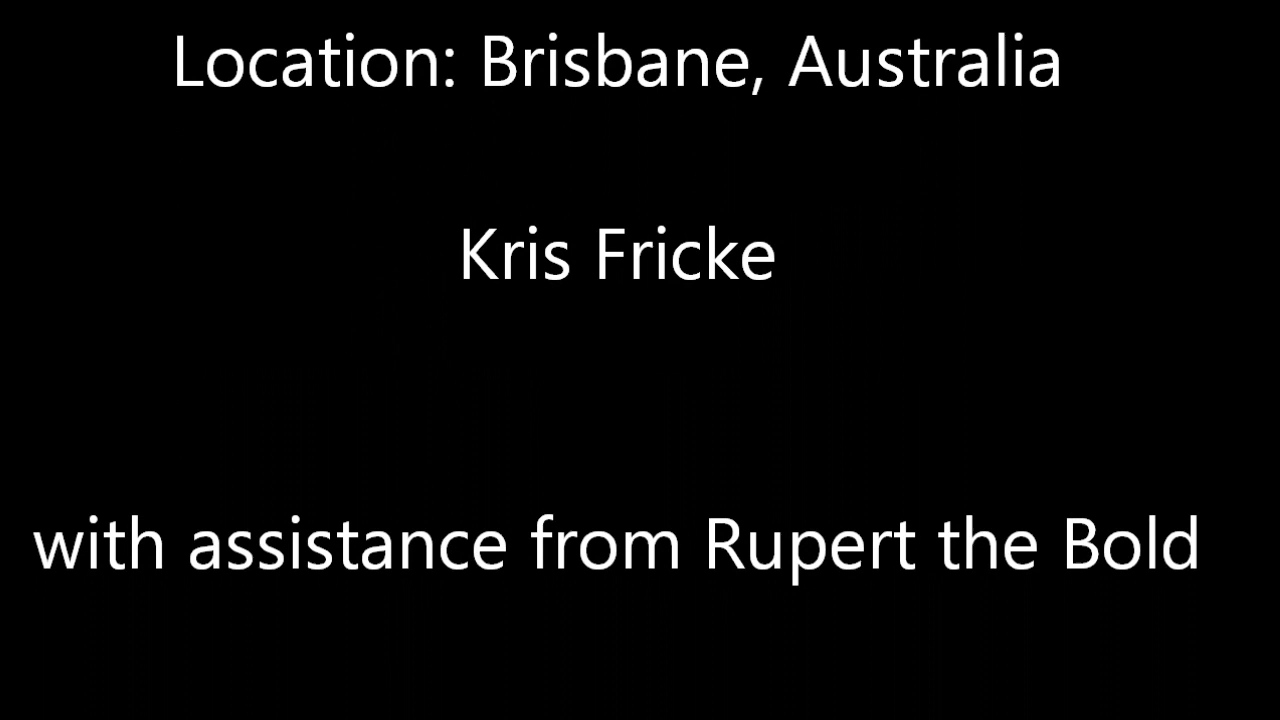 Location: Brisbane, Australia
Kris Fricke
with assistance from Rupert the Bold